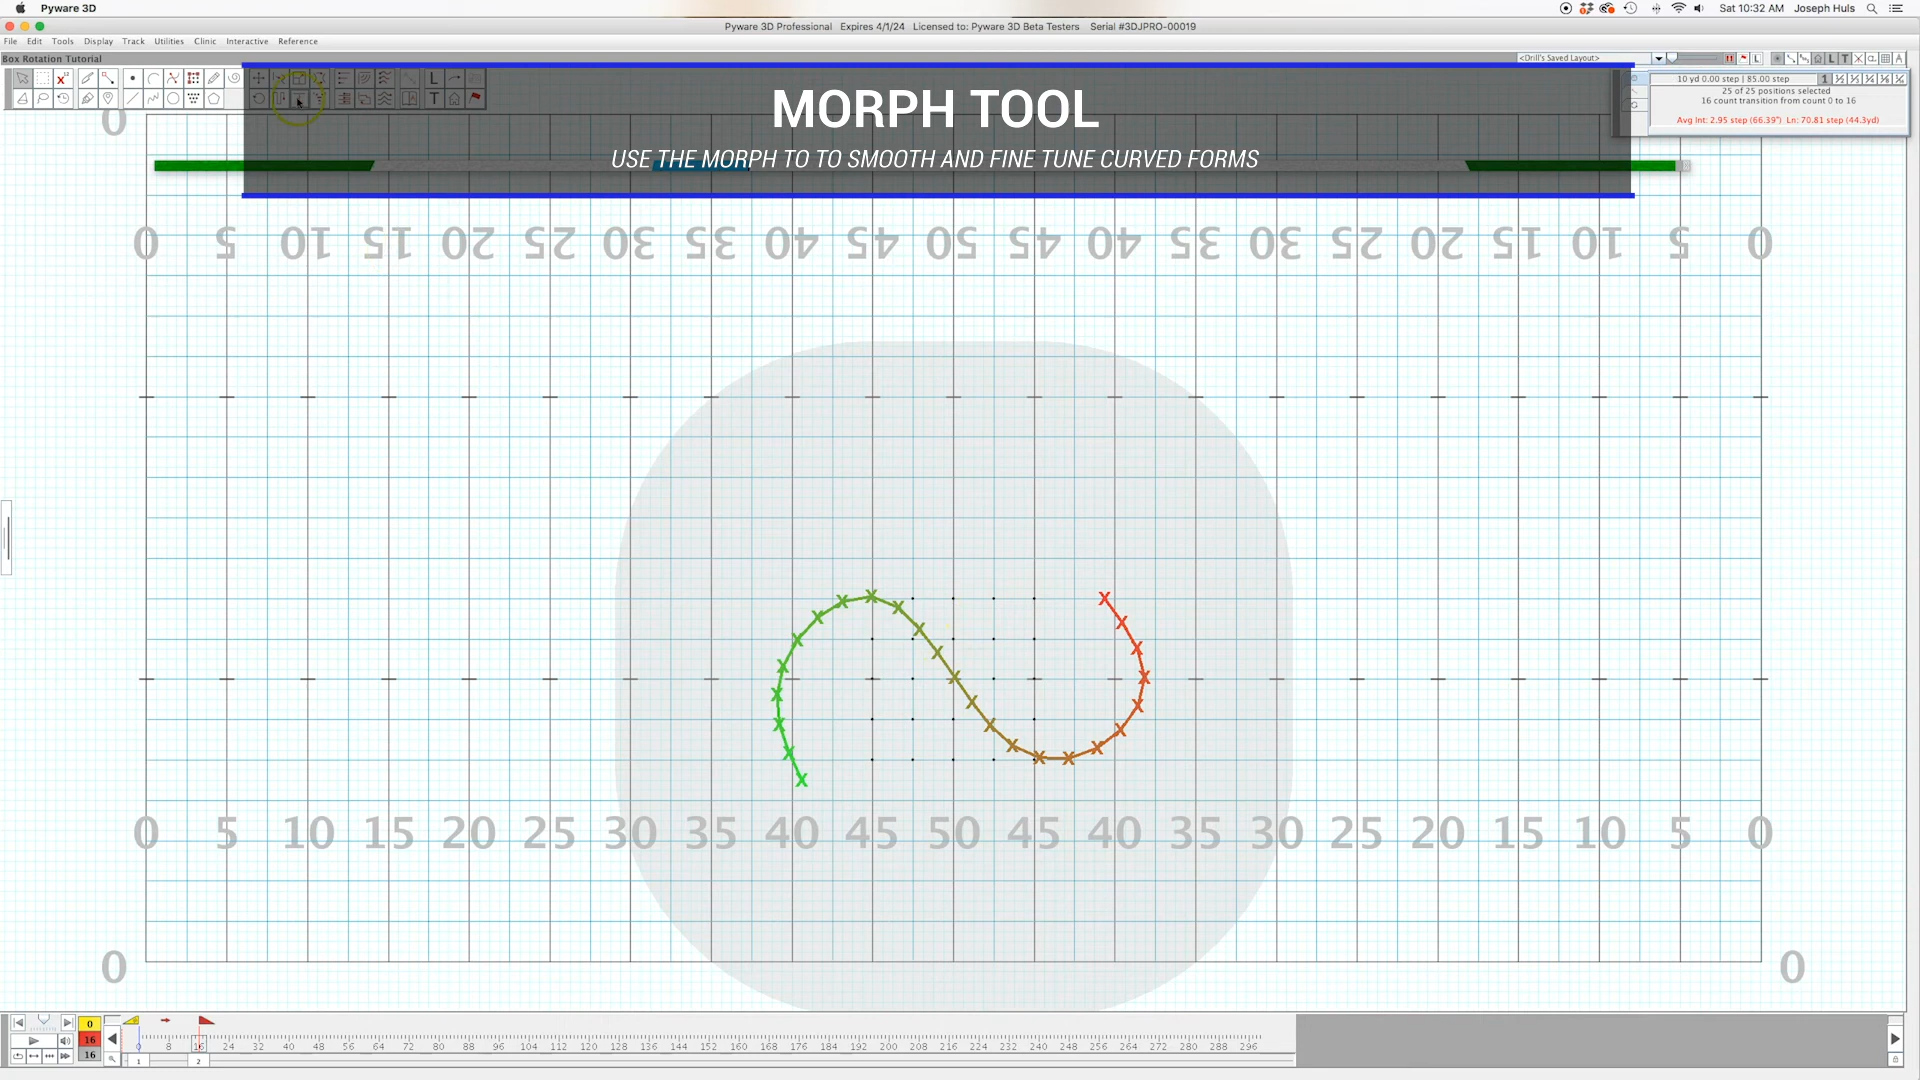 Pyware 3D
Sat 10:32 AM Joseph Huls
Pyware 3D Professional Expires 4/1/24 Licensed to: Pyware 3D Beta Testers Serial #3DJPRO-00019
File Edit Tools Display Track Utilities Clinic Interactive Reference
Box Rotation Tutorial
<Drill's Saved Layout>
10 yd 0.00 step | 85.00 step
25 of 25 positions selected
16 count transition from count 0 to 16
Avg Int: 2.95 step (66.39") Ln: 70.81 step (44.3yd)
MORPH TOOL
USE THE MORPH TO TO SMOOTH AND FINE TUNE CURVED FORMS
0
0 5 10 15 20 25 30 35 40 45 50 45 40 35 30 25 20 15 10 5 0
0 5 10 15 20 25 30 35 40 45 50 45 40 35 30 25 20 15 10 5 0
0 0
0
16
16
8 16 24 32 40 48 56 64 72 80 88 96 104 112 120 128 136 144 152 160 168 176 184 192 200 208 216 224 232 240 248 256 264 272 280 288 296
1 2